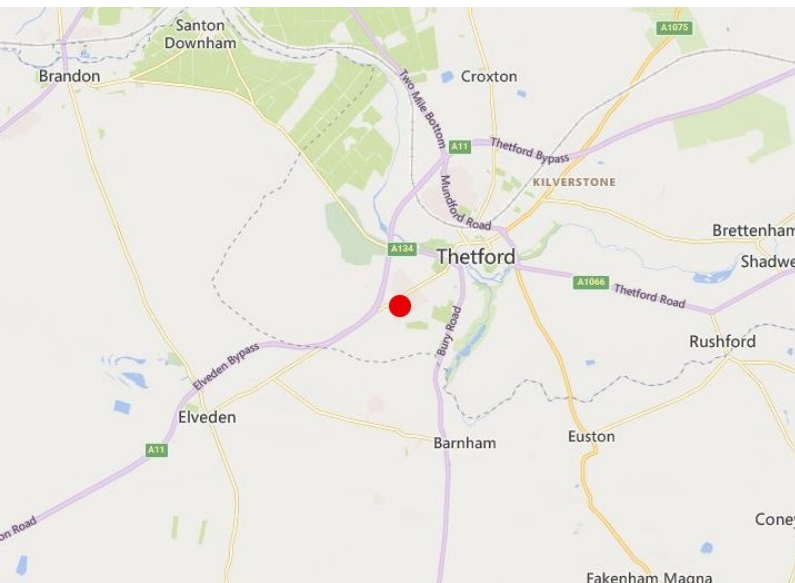 Santon
Downham
A1075
Brandon
Two Mile Bottom
Croxton
A11
Thetford Bypass
KILVERSTONE
Mundford Road
Brettenham
A134
Thetford
Shadwe
A1066
Thetford Road
Bury Road
Rushford
Elveden Bypass
Elveden
Barnham
Euston
A11
on Road
Coney
Fakenham Magna